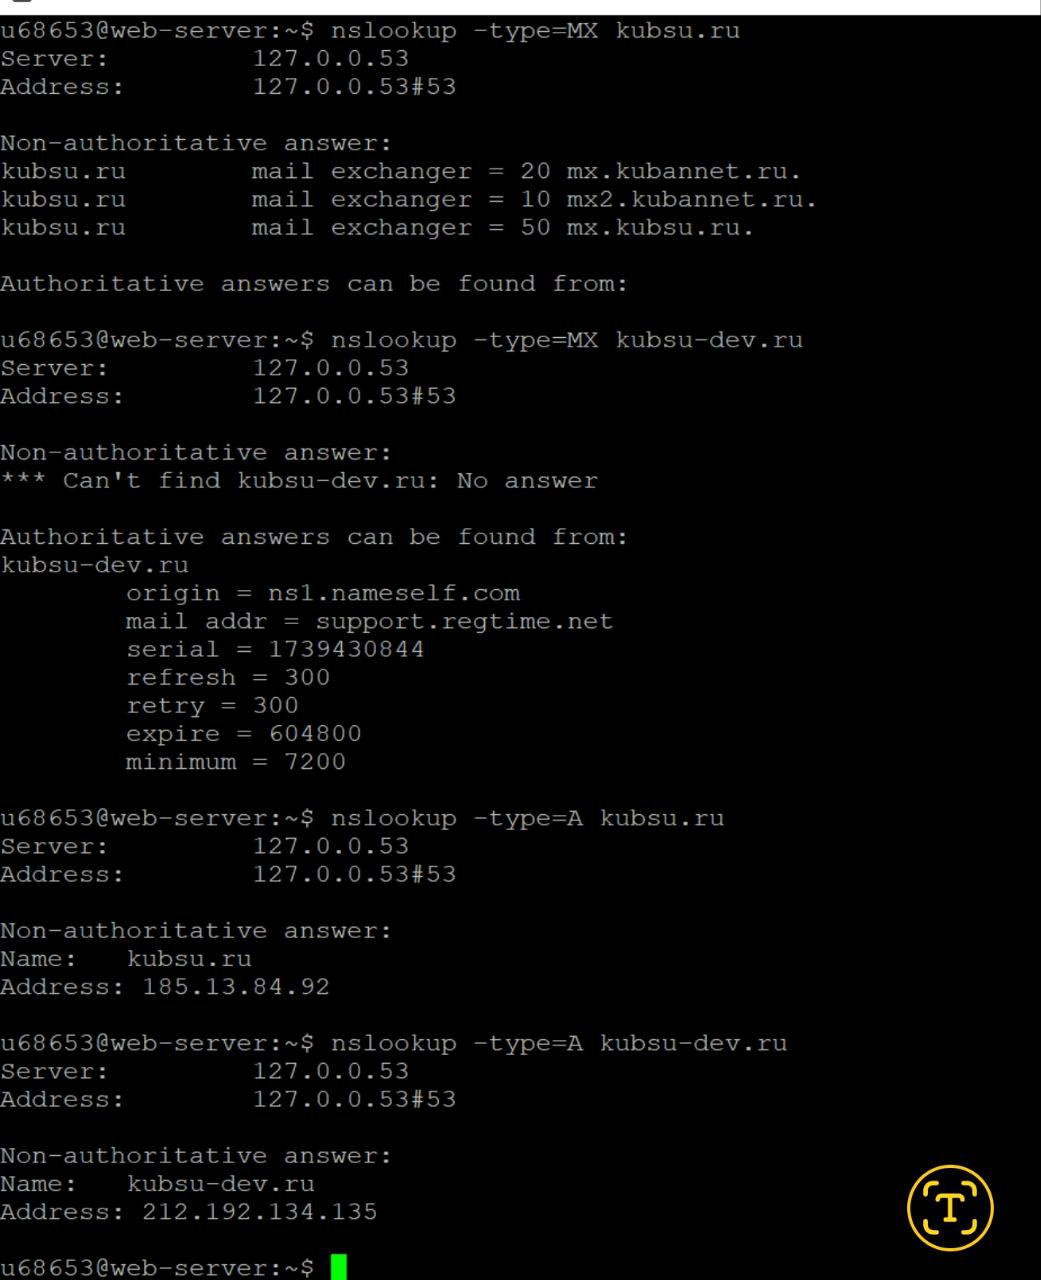 u68653@web-server:~$ nslookup -type=MX kubsu.ru
Server:         127.0.0.53
Address:        127.0.0.53#53

Non-authoritative answer:
kubsu.ru        mail exchanger = 20 mx.kubannet.ru.
kubsu.ru        mail exchanger = 10 mx2.kubannet.ru.
kubsu.ru        mail exchanger = 50 mx.kubsu.ru.

Authoritative answers can be found from:

u68653@web-server:~$ nslookup -type=MX kubsu-dev.ru
Server:         127.0.0.53
Address:        127.0.0.53#53

Non-authoritative answer:
*** Can't find kubsu-dev.ru: No answer

Authoritative answers can be found from:
kubsu-dev.ru
        origin = ns1.nameself.com
        mail addr = support.regtime.net
        serial = 1739430844
        refresh = 300
        retry = 300
        expire = 604800
        minimum = 7200

u68653@web-server:~$ nslookup -type=A kubsu.ru
Server:         127.0.0.53
Address:        127.0.0.53#53

Non-authoritative answer:
Name:   kubsu.ru
Address: 185.13.84.92

u68653@web-server:~$ nslookup -type=A kubsu-dev.ru
Server:         127.0.0.53
Address:        127.0.0.53#53

Non-authoritative answer:
Name:   kubsu-dev.ru
Address: 212.192.134.135

u68653@web-server:~$
T